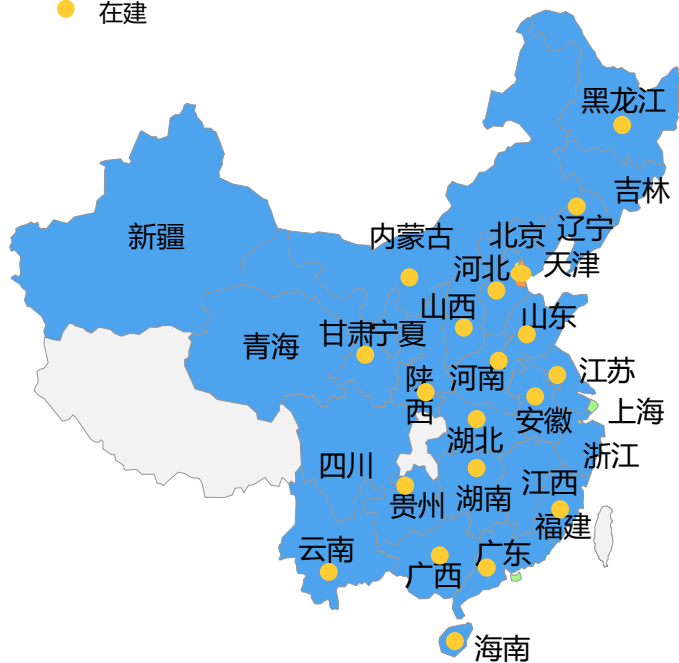 在建
黑龙江
吉林
辽宁
新疆
内蒙古
北京
天津
河北
山西
山东
青海
甘肃
宁夏
陕
西
河南
江苏
安徽
上海
湖北
浙江
四川
江西
贵州
湖南
福建
云南
广西
广东
海南